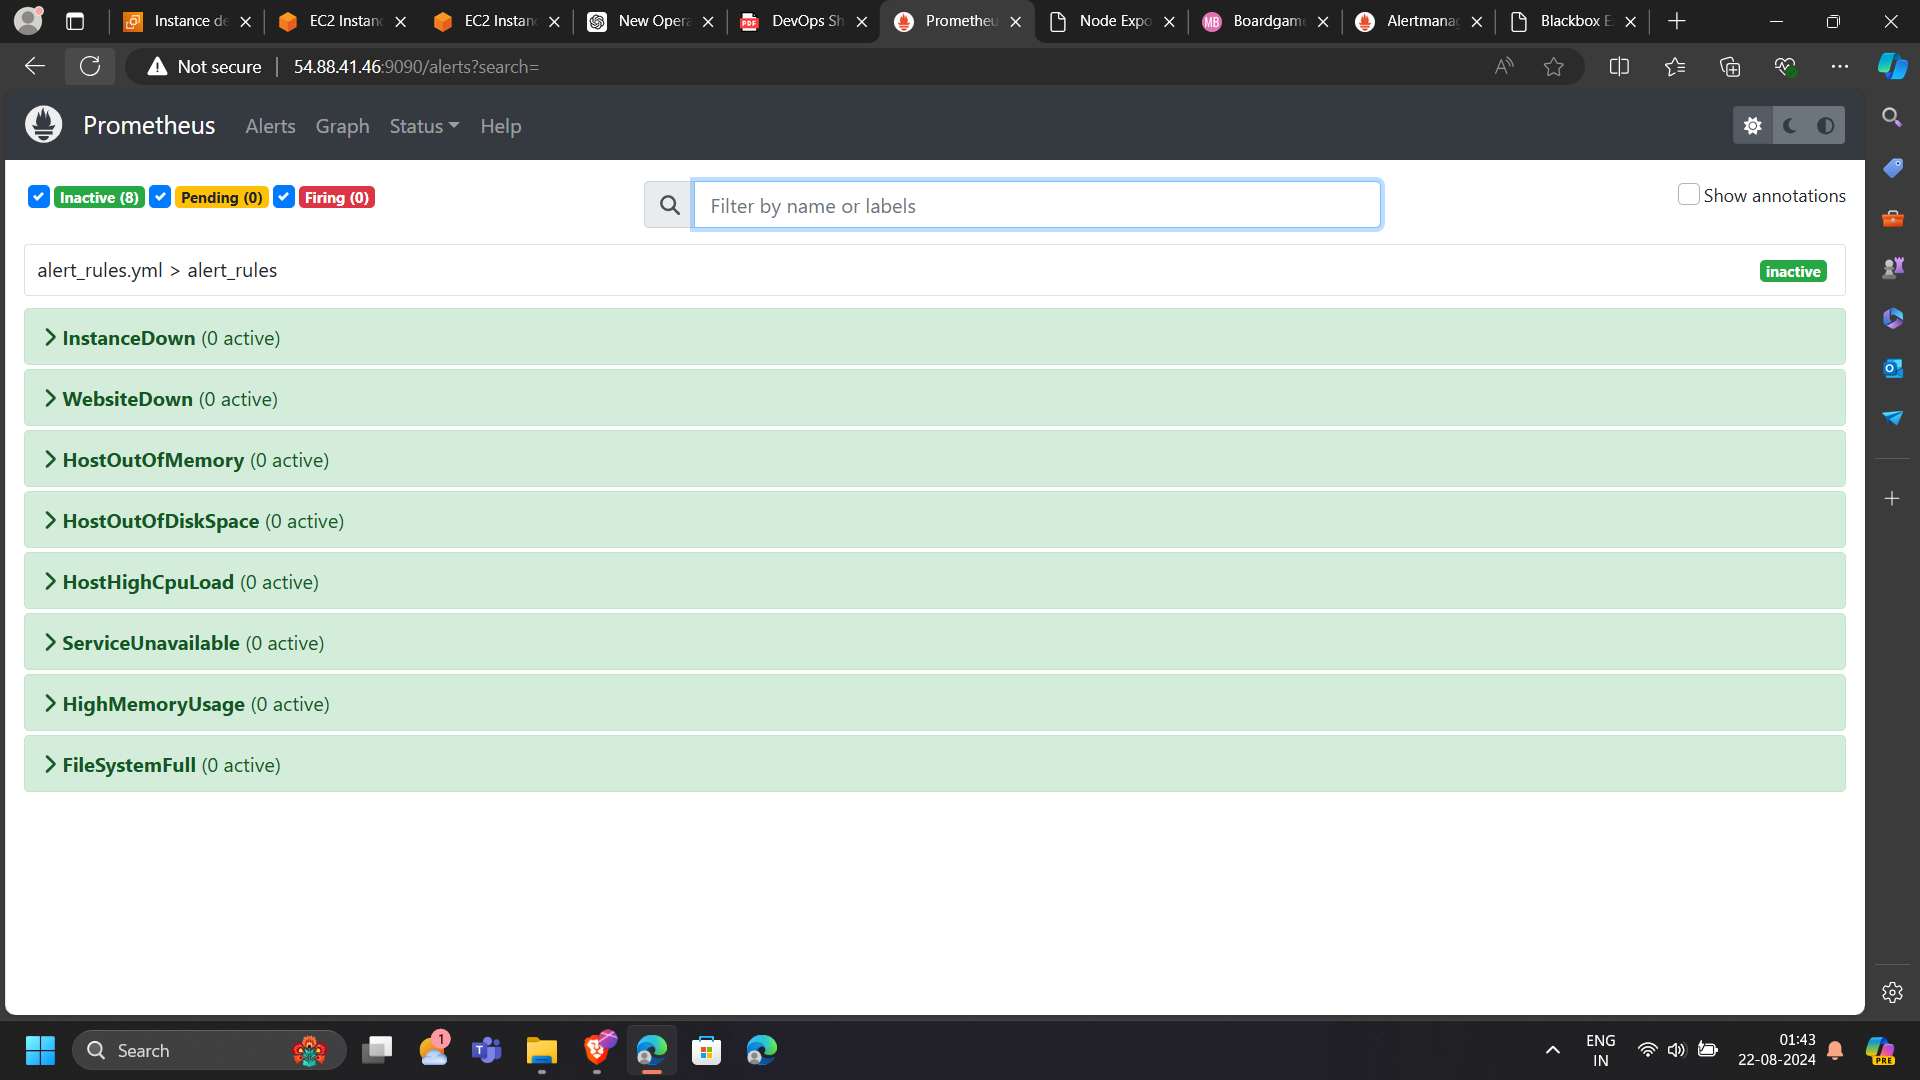 Instance de
EC2 Instanc
EC2 Instanc
New Opera
DevOps Sh
Prometheu
Node Expo
MB Boardgame
Alertmanag
Blackbox E
Not secure 54.88.41.46:9090/alerts?search=
Prometheus Alerts Graph Status Help
Inactive (8) Pending (0) Firing (0)
Filter by name or labels
Show annotations
alert_rules.yml > alert_rules
inactive
InstanceDown (0 active)
WebsiteDown (0 active)
HostOutOfMemory (0 active)
HostOutOfDiskSpace (0 active)
HostHighCpuLoad (0 active)
ServiceUnavailable (0 active)
HighMemoryUsage (0 active)
FileSystemFull (0 active)
Search
1
ENG
IN
01:43
22-08-2024
PRE